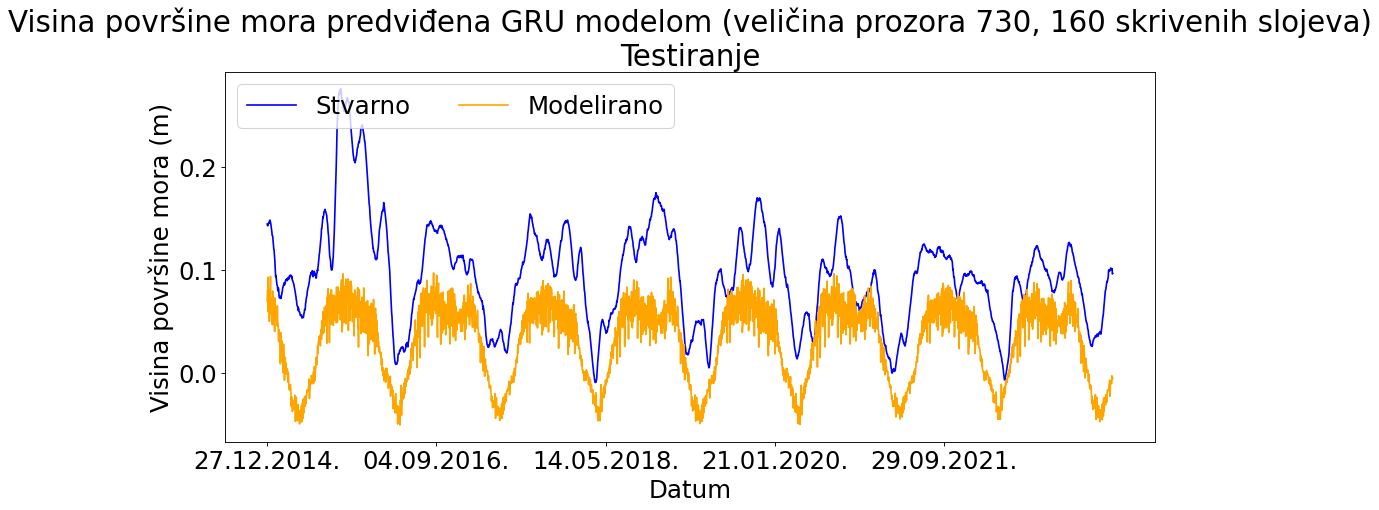 Visina površine mora predviđena GRU modelom (veličina prozora 730, 160 skrivenih slojeva)
Testiranje
Stvarno
Modelirano
Visina površine mora (m)
0.2
0.1
0.0
27.12.2014.
04.09.2016.
14.05.2018.
21.01.2020.
29.09.2021.
Datum